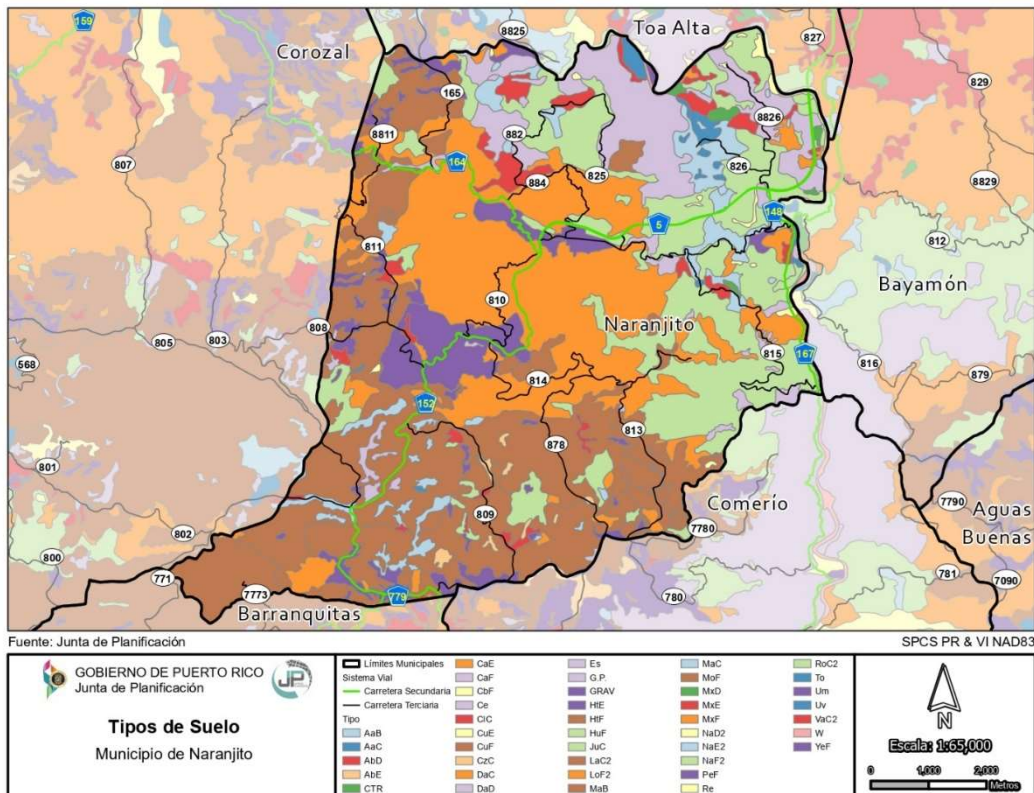 159
8825
Toa Alta
827
Corozal
829
165
8826
8811
882
807
164
826
825
884
8829
148
5
811
812
Bayamón
810
Naranjito
808
805
803
815
816
167
568
814
879
152
813
878
801
7790
Comerío
809
Aguas
Buenas
802
7780
800
771
781
7090
7773
779
780
Barranquitas
Fuente: Junta de Planificación
SPCS PR & VI NAD83
GOBIERNO DE PUERTO RICO
Junta de Planificación
JP
Tipos de Suelo
Municipio de Naranjito
Límites Municipales
Sistema Vial
Carretera Secundaria
Carretera Terciaria
Tipo
AaB
AaC
AbD
AbE
CTR
CaE
CaF
CbF
Ce
ClC
CuE
CuF
CzC
DaC
DaD
Es
G.P.
GRAV
HtE
HtF
HuF
JuC
LaC2
LoF2
MaB
MaC
MoF
MxD
MxE
MxF
NaD2
NaE2
NaF2
PeF
Re
RoC2
To
Um
Uv
VaC2
W
YeF
N
Escala: 1:65,000
0 1,000 2,000
Metros